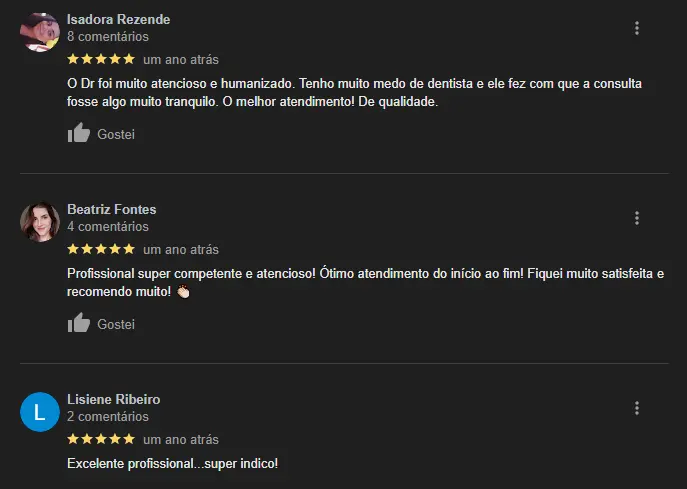 Isadora Rezende
8 comentários
um ano atrás
O Dr foi muito atencioso e humanizado. Tenho muito medo de dentista e ele fez com que a consulta
fosse algo muito tranquilo. O melhor atendimento! De qualidade.
Gostei
Beatriz Fontes
4 comentários
um ano atrás
Profissional super competente e atencioso! Ótimo atendimento do início ao fim! Fiquei muito satisfeita e
recomendo muito! 👏🏻
Gostei
L
Lisiene Ribeiro
2 comentários
um ano atrás
Excelente profissional...super indico!